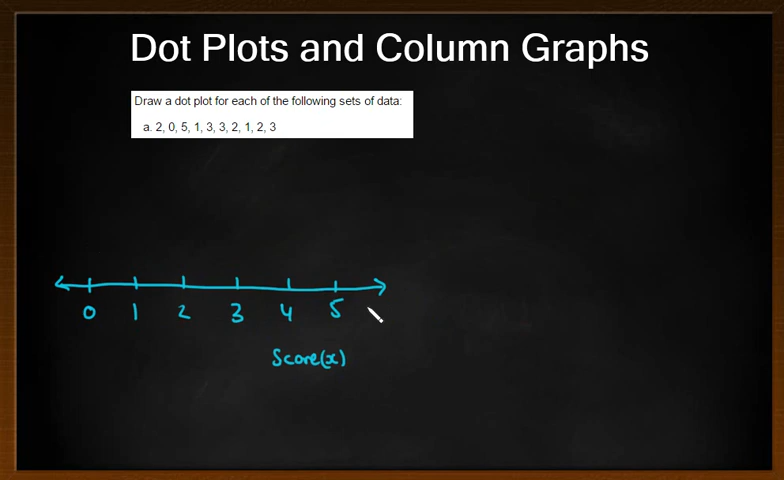 Dot Plots and Column Graphs
Draw a dot plot for each of the following sets of data:
a. 2, 0, 5, 1, 3, 3, 2, 1, 2, 3
0 1 2 3 4 5
Score(x)